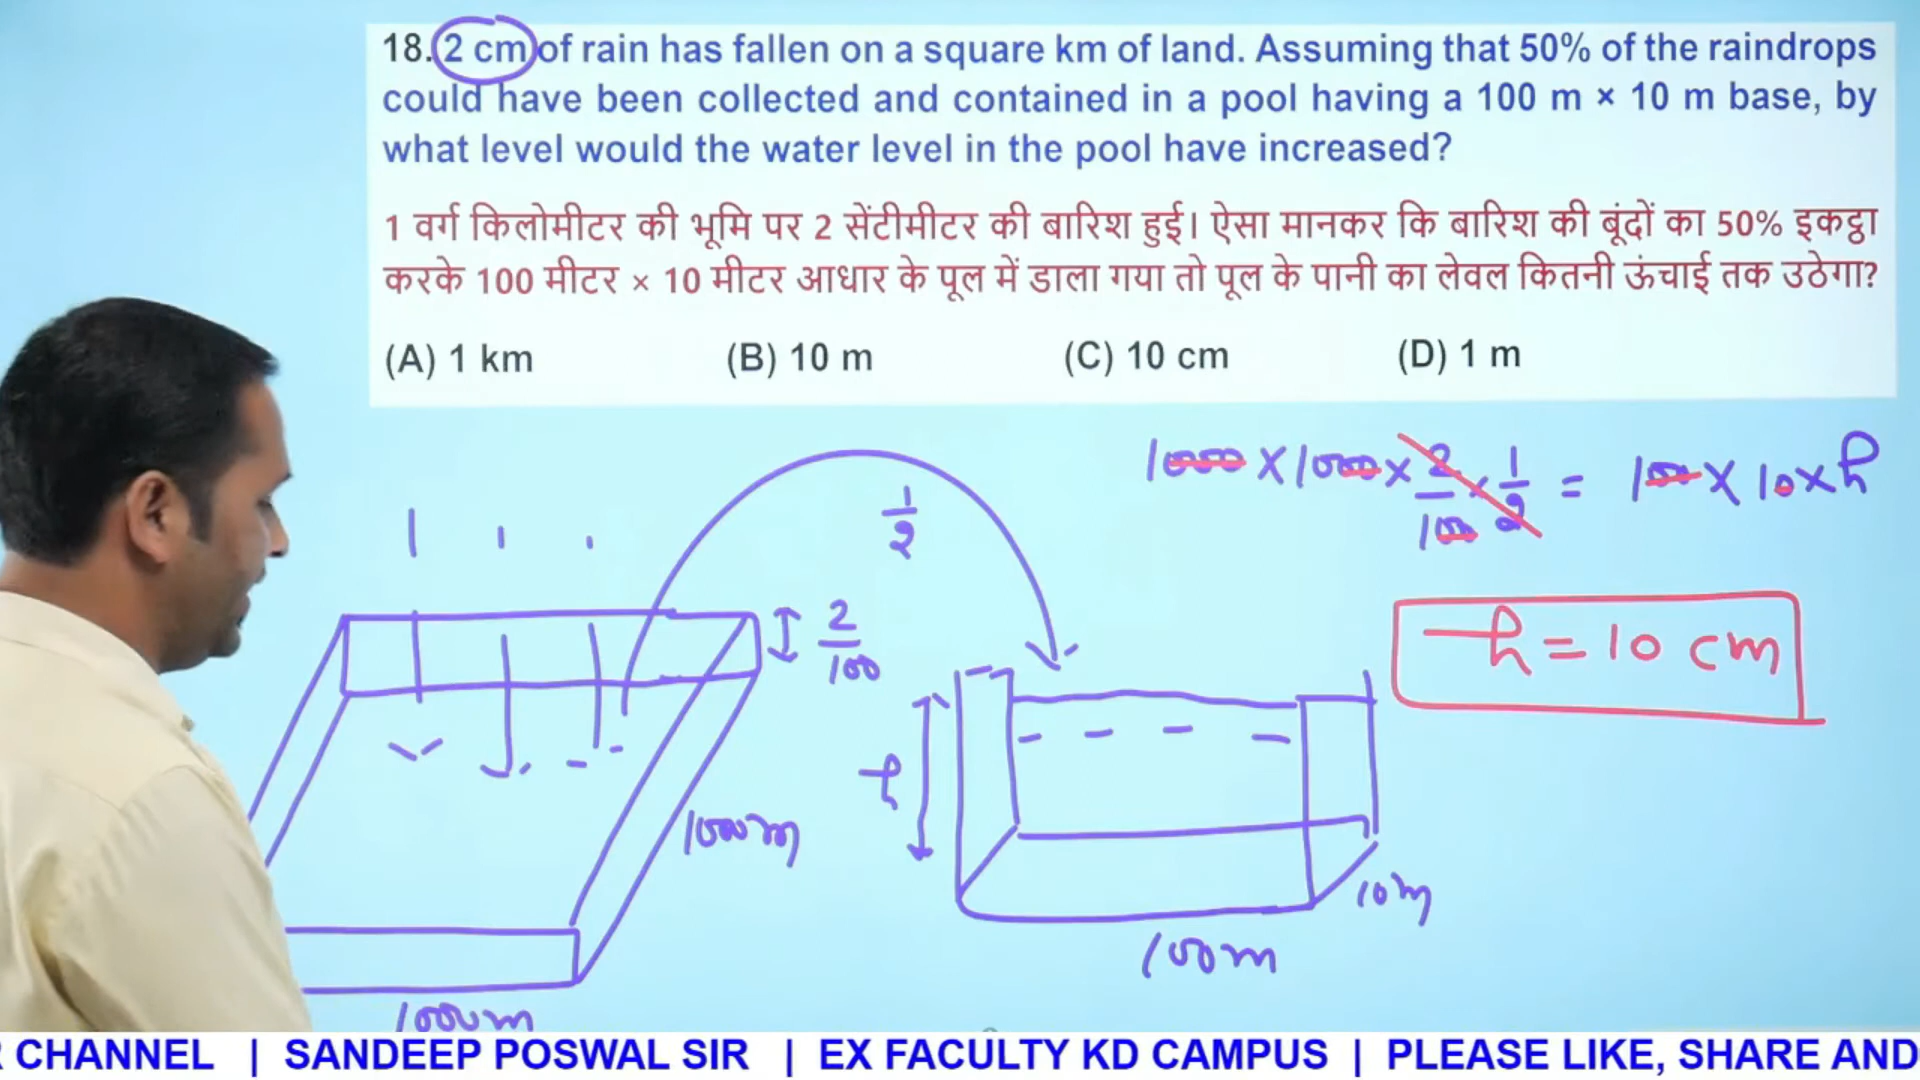 18. 2 cm of rain has fallen on a square km of land. Assuming that 50% of the raindrops
could have been collected and contained in a pool having a 100 m × 10 m base, by
what level would the water level in the pool have increased?
1 वर्ग किलोमीटर की भूमि पर 2 सेंटीमीटर की बारिश हुई। ऐसा मानकर कि बारिश की बूंदों का 50% इकट्ठा
करके 100 मीटर × 10 मीटर आधार के पूल में डाला गया तो पूल के पानी का लेवल कितनी ऊंचाई तक उठेगा?
(A) 1 km (B) 10 m (C) 10 cm (D) 1 m
1000 × 1000 × 2/100 × 1/2 = 100 × 10 × h
1/2
2/100
h = 10 cm
h
1000m
10m
100m
1000m
CHANNEL | SANDEEP POSWAL SIR | EX FACULTY KD CAMPUS | PLEASE LIKE, SHARE AND